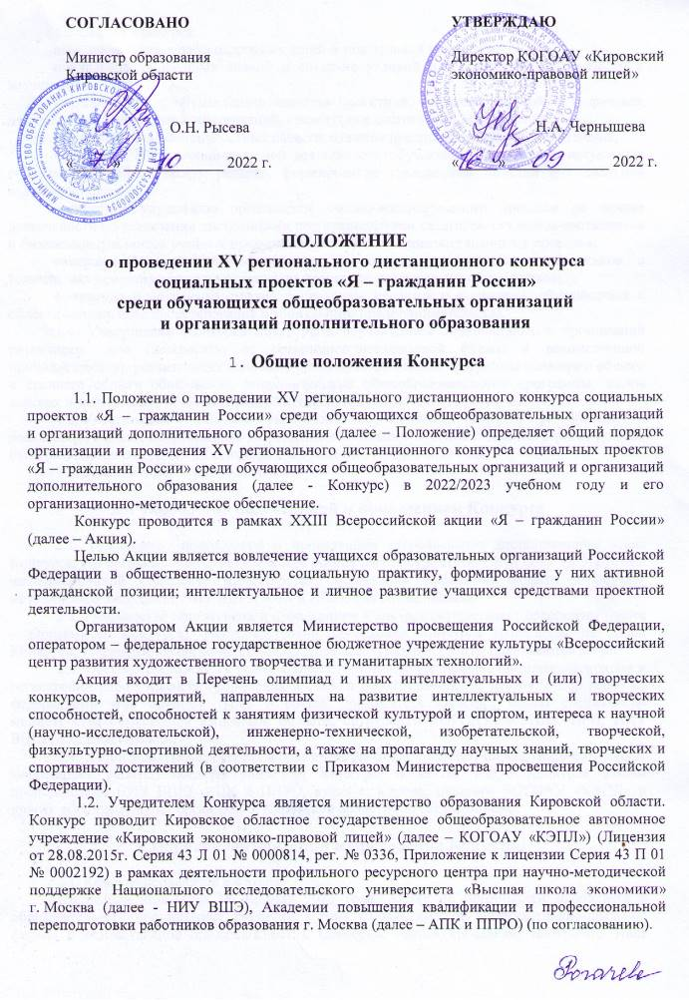 СОГЛАСОВАНО
УТВЕРЖДАЮ
Министр образования
Кировской области
Директор КОГОАУ «Кировский
экономико-правовой лицей»
О.Н. Рысева
Н.А. Чернышева
« 7 » 10 2022 г.
« 16 » 09 2022 г.
ПОЛОЖЕНИЕ
о проведении XV регионального дистанционного конкурса
социальных проектов «Я – гражданин России»
среди обучающихся общеобразовательных организаций
и организаций дополнительного образования
1. Общие положения Конкурса
1.1. Положение о проведении XV регионального дистанционного конкурса социальных
проектов «Я – гражданин России» среди обучающихся общеобразовательных организаций
и организаций дополнительного образования (далее – Положение) определяет общий порядок
организации и проведения XV регионального дистанционного конкурса социальных проектов
«Я – гражданин России» среди обучающихся общеобразовательных организаций и организаций
дополнительного образования (далее - Конкурс) в 2022/2023 учебном году и его
организационно-методическое обеспечение.
Конкурс проводится в рамках XXIII Всероссийской акции «Я – гражданин России»
(далее – Акция).
Целью Акции является вовлечение учащихся образовательных организаций Российской
Федерации в общественно-полезную социальную практику, формирование у них активной
гражданской позиции; интеллектуальное и личное развитие учащихся средствами проектной
деятельности.
Организатором Акции является Министерство просвещения Российской Федерации,
оператором – федеральное государственное бюджетное учреждение культуры «Всероссийский
центр развития художественного творчества и гуманитарных технологий».
Акция входит в Перечень олимпиад и иных интеллектуальных и (или) творческих
конкурсов, мероприятий, направленных на развитие интеллектуальных и творческих
способностей, способностей к занятиям физической культурой и спортом, интереса к научной
(научно-исследовательской), инженерно-технической, изобретательской, творческой,
физкультурно-спортивной деятельности, а также на пропаганду научных знаний, творческих и
спортивных достижений (в соответствии с Приказом Министерства просвещения Российской
Федерации).
1.2. Учредителем Конкурса является министерство образования Кировской области.
Конкурс проводит Кировское областное государственное общеобразовательное автономное
учреждение «Кировский экономико-правовой лицей» (далее – КОГОАУ «КЭПЛ») (Лицензия
от 28.08.2015г. Серия 43 Л 01 № 0000814, рег. № 0336, Приложение к лицензии Серия 43 П 01
№ 0002192) в рамках деятельности профильного ресурсного центра при научно-методической
поддержке Национального исследовательского университета «Высшая школа экономики»
г. Москва (далее - НИУ ВШЭ), Академии повышения квалификации и профессиональной
переподготовки работников образования г. Москва (далее – АПК и ППРО) (по согласованию).